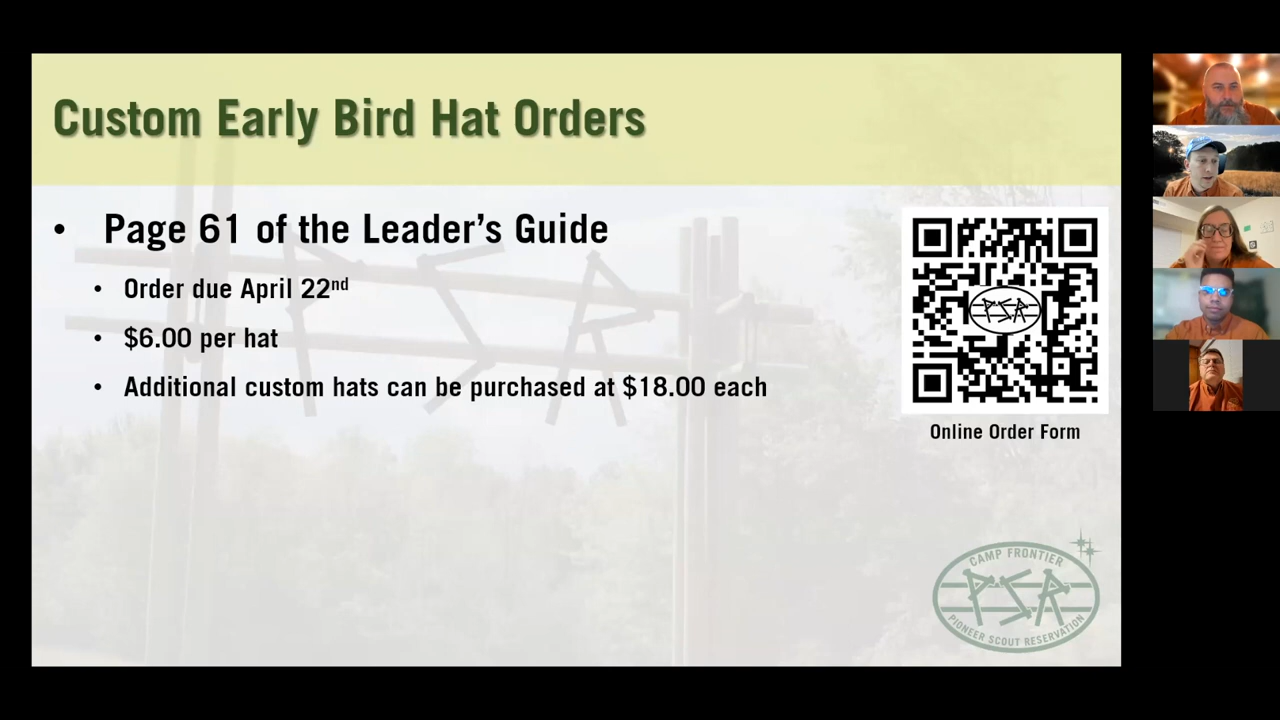 Custom Early Bird Hat Orders
• Page 61 of the Leader’s Guide
• Order due April 22nd
• $6.00 per hat
• Additional custom hats can be purchased at $18.00 each
PSR
Online Order Form
CAMP FRONTIER
PSR
PIONEER SCOUT RESERVATION